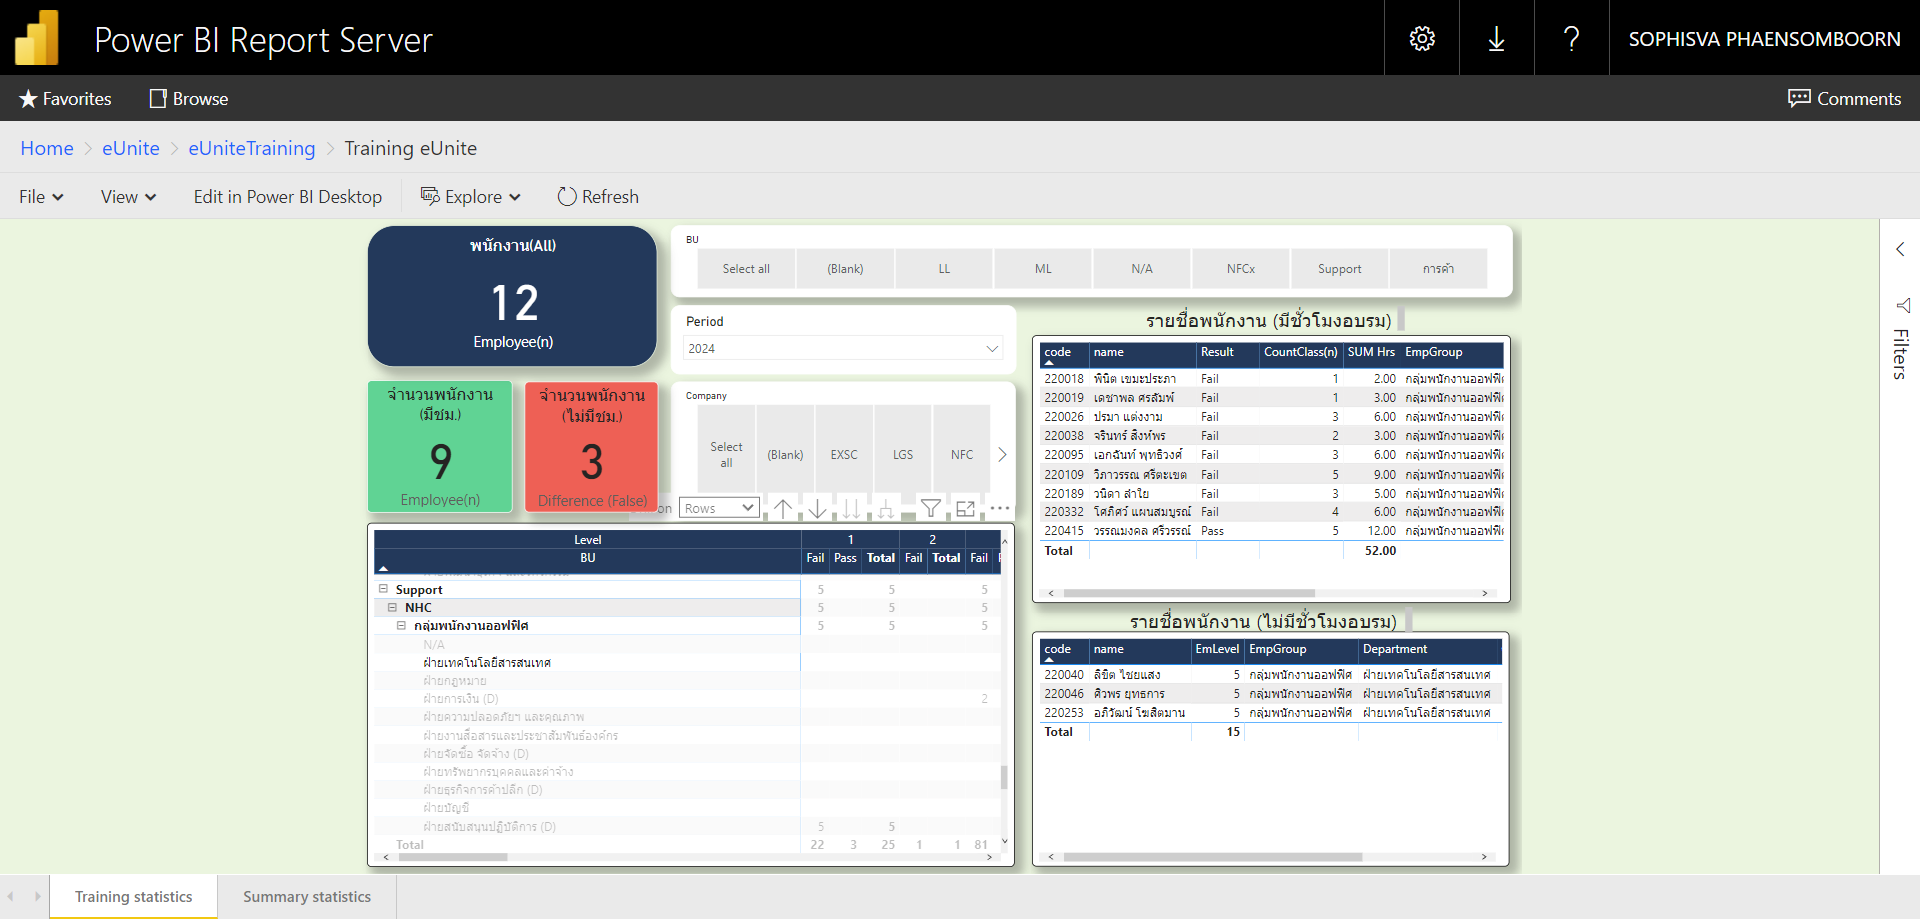 Power BI Report Server
SOPHISVA PHAENSOMBOORN
Favorites Browse Comments
Home > eUnite > eUniteTraining > Training eUnite
File View Edit in Power BI Desktop Explore Refresh
พนักงาน(All)
12
Employee(n)
จำนวนพนักงาน
(มีชม.)
9
Employee(n)
จำนวนพนักงาน
(ไม่มีชม.)
3
Difference (False)
BU
Select all (Blank) LL ML N/A NFCx Support การค้า
Period
2024
Company
Select all (Blank) EXSC LGS NFC
on Rows
Level 1 2
BU Fail Pass Total Fail Total Fail
Support 5 5 5
NHC 5 5 5
กลุ่มพนักงานออฟฟิศ 5 5 5
N/A
ฝ่ายเทคโนโลยีสารสนเทศ
ฝ่ายกฎหมาย
ฝ่ายการเงิน (D) 2
ฝ่ายความปลอดภัยฯ และคุณภาพ
ฝ่ายงานสื่อสารและประชาสัมพันธ์องค์กร
ฝ่ายจัดซื้อ จัดจ้าง (D)
ฝ่ายทรัพยากรบุคคลและค่าจ้าง
ฝ่ายธุรกิจการค้าปลีก (D)
ฝ่ายบัญชี
ฝ่ายสนับสนุนปฏิบัติการ (D) 5 5
Total 22 3 25 1 1 81
รายชื่อพนักงาน (มีชั่วโมงอบรม)
code name Result CountClass(n) SUM Hrs EmpGroup
220018 พินิต เขมะประภา Fail 1 2.00 กลุ่มพนักงานออฟฟิศ
220019 เดชาพล ศรลัมพ์ Fail 1 3.00 กลุ่มพนักงานออฟฟิศ
220026 ปรมา แต่งงาม Fail 3 6.00 กลุ่มพนักงานออฟฟิศ
220038 จรินทร์ สิงห์พร Fail 2 3.00 กลุ่มพนักงานออฟฟิศ
220095 เอกฉันท์ พุทธิวงศ์ Fail 3 6.00 กลุ่มพนักงานออฟฟิศ
220109 วิภาวรรณ ศรีตะเขต Fail 5 9.00 กลุ่มพนักงานออฟฟิศ
220189 วนิดา ลำใย Fail 3 5.00 กลุ่มพนักงานออฟฟิศ
220332 โศภิศว์ แผนสมบูรณ์ Fail 4 6.00 กลุ่มพนักงานออฟฟิศ
220415 วรรณมงคล ศรีวรรณ์ Pass 5 12.00 กลุ่มพนักงานออฟฟิศ
Total 52.00
รายชื่อพนักงาน (ไม่มีชั่วโมงอบรม)
code name EmLevel EmpGroup Department
220040 ลิขิต ไชยแสง 5 กลุ่มพนักงานออฟฟิศ ฝ่ายเทคโนโลยีสารสนเทศ
220046 ศิวพร ยุทธการ 5 กลุ่มพนักงานออฟฟิศ ฝ่ายเทคโนโลยีสารสนเทศ
220253 อภิวัฒน์ โฆสิตมาน 5 กลุ่มพนักงานออฟฟิศ ฝ่ายเทคโนโลยีสารสนเทศ
Total 15
Filters
Training statistics Summary statistics